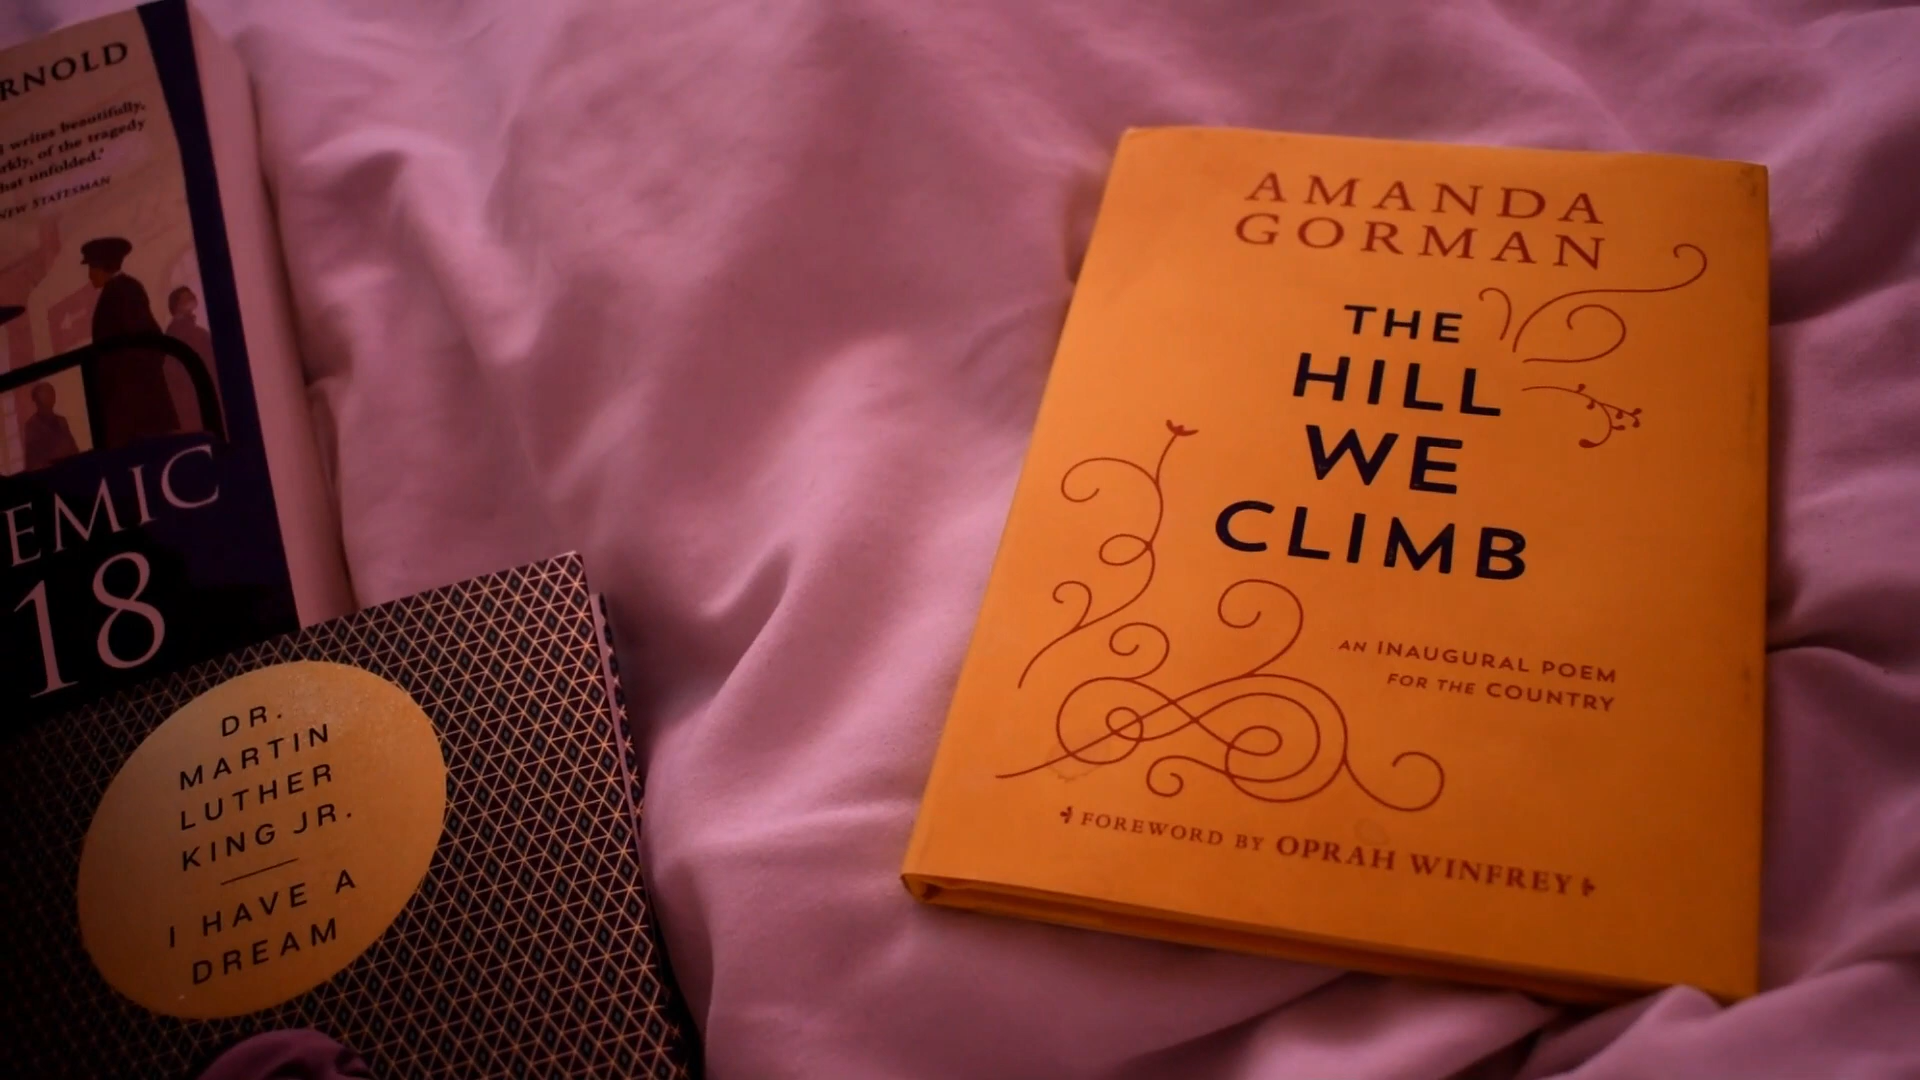 RNOLD
writes beautifully,
of the tragedy
hat unfolded.'
NEW STATESMAN
EMIC
18
DR.
MARTIN
LUTHER
KING JR.
I HAVE A
DREAM
AMANDA
GORMAN
THE
HILL
WE
CLIMB
AN INAUGURAL POEM
FOR THE COUNTRY
FOREWORD BY OPRAH WINFREY